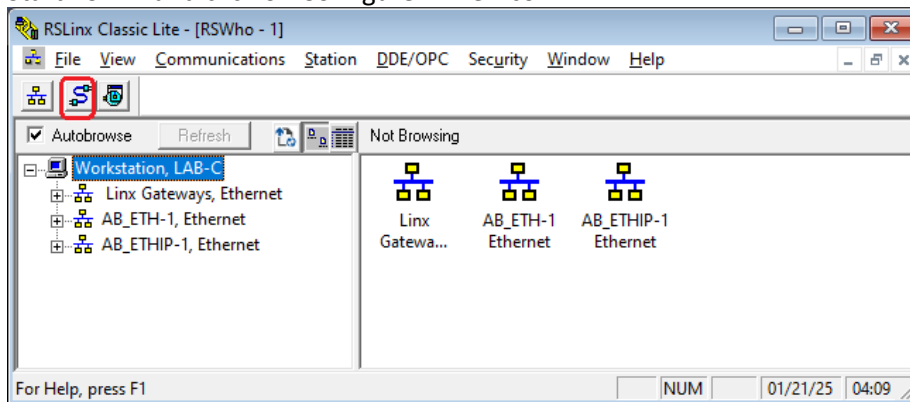 RSLinx Classic Lite - [RSWho - 1]
File View Communications Station DDE/OPC Security Window Help
Autobrowse Refresh Not Browsing
Workstation, LAB-C
Linx Gateways, Ethernet
AB_ETH-1, Ethernet
AB_ETHIP-1, Ethernet
Linx Gatewa...
AB_ETH-1 Ethernet
AB_ETHIP-1 Ethernet
For Help, press F1 NUM 01/21/25 04:09